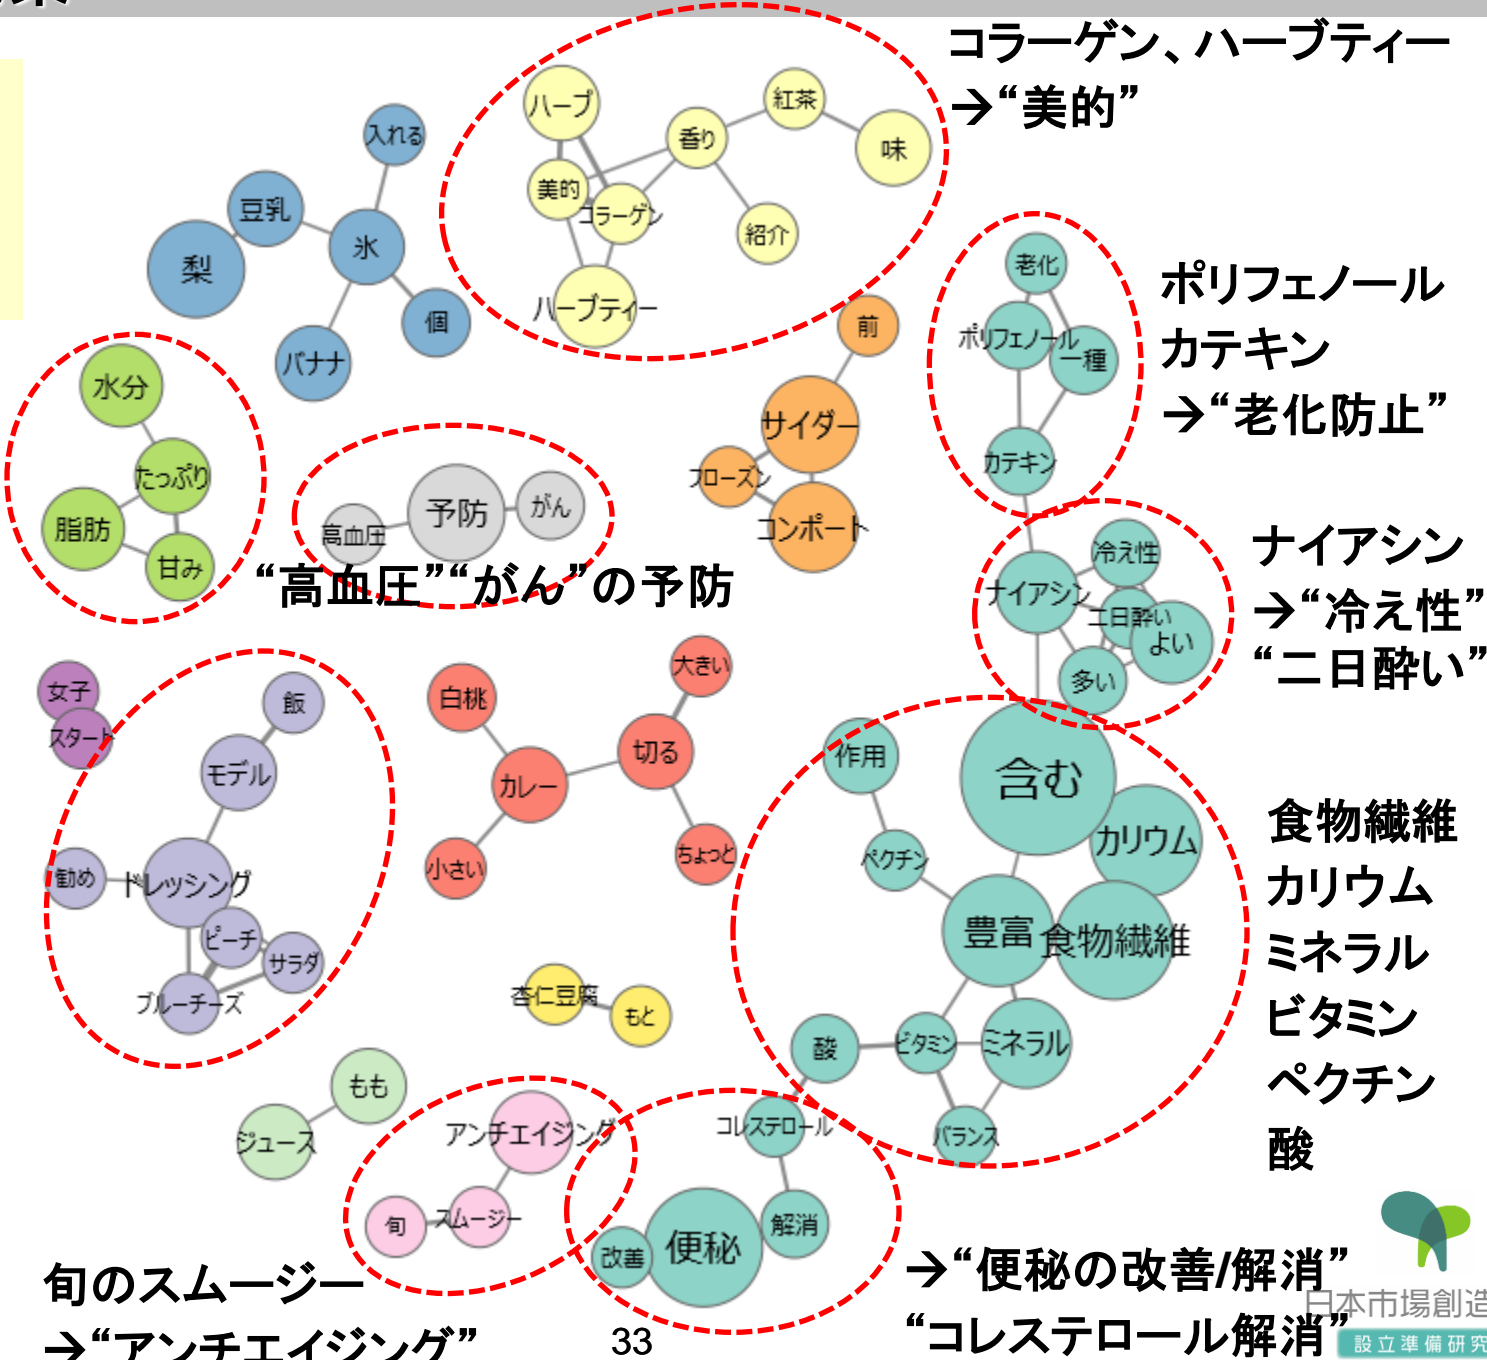 コラーゲン、ハーブティー
→“美的”
ハーブ
紅茶
香り
味
美的
コラーゲン
紹介
ハーブティー
入れる
豆乳
氷
梨
個
バナナ
老化
ポリフェノール
一種
カテキン
ポリフェノール
カテキン
→“老化防止”
水分
たっぷり
脂肪
甘み
高血圧
予防
がん
“高血圧”“がん”の予防
前
サイダー
フローズン
コンポート
冷え性
ナイアシン
二日酔い
よい
多い
ナイアシン
→“冷え性”
“二日酔い”
女子
スタート
飯
モデル
勧め
ドレッシング
ピーチ
サラダ
ブルーチーズ
白桃
大きい
切る
カレー
小さい
ちょっと
作用
含む
カリウム
ペクチン
豊富
食物繊維
酸
ビタミン
ミネラル
バランス
食物繊維
カリウム
ミネラル
ビタミン
ペクチン
酸
杏仁豆腐
もと
もも
ジュース
アンチエイジング
旬
スムージー
コレステロール
改善
便秘
解消
旬のスムージー
→“アンチエイジング”
33
→“便秘の改善/解消”
“コレステロール解消”
日本市場創造
設立準備研究